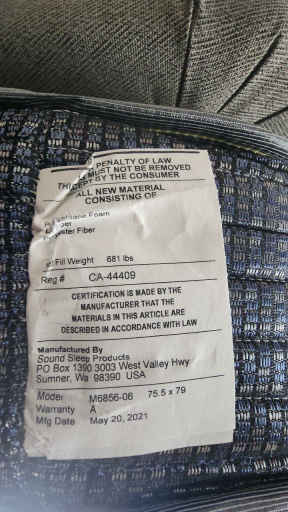 PENALTY OF LAW
MUST NOT BE REMOVED
BY THE CONSUMER
ALL NEW MATERIAL
CONSISTING OF
Foam
Fiber
Fill Weight 681 lbs
Reg # CA-44409
CERTIFICATION IS MADE BY THE
MANUFACTURER THAT THE
MATERIALS IN THIS ARTICLE ARE
DESCRIBED IN ACCORDANCE WITH LAW
Manufactured By
Sound Sleep Products
PO Box 1390 3003 West Valley Hwy
Sumner, Wa 98390 USA
Model M6856-06 75.5 x 79
Warranty A
Mfg Date May 20, 2021